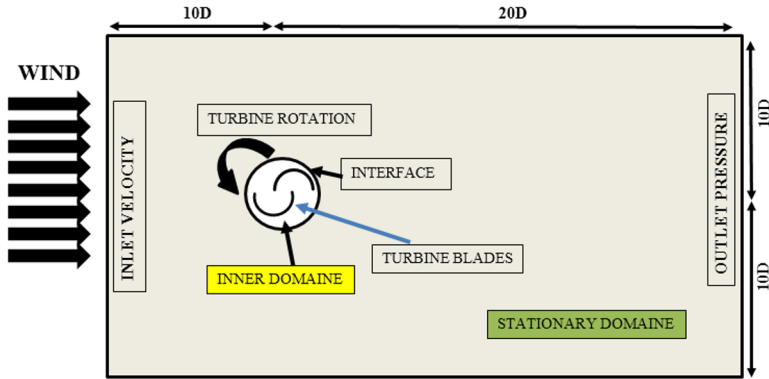 10D
20D
WIND
TURBINE ROTATION
INTERFACE
INLET VELOCITY
OUTLET PRESSURE
10D
TURBINE BLADES
INNER DOMAINE
10D
STATIONARY DOMAINE